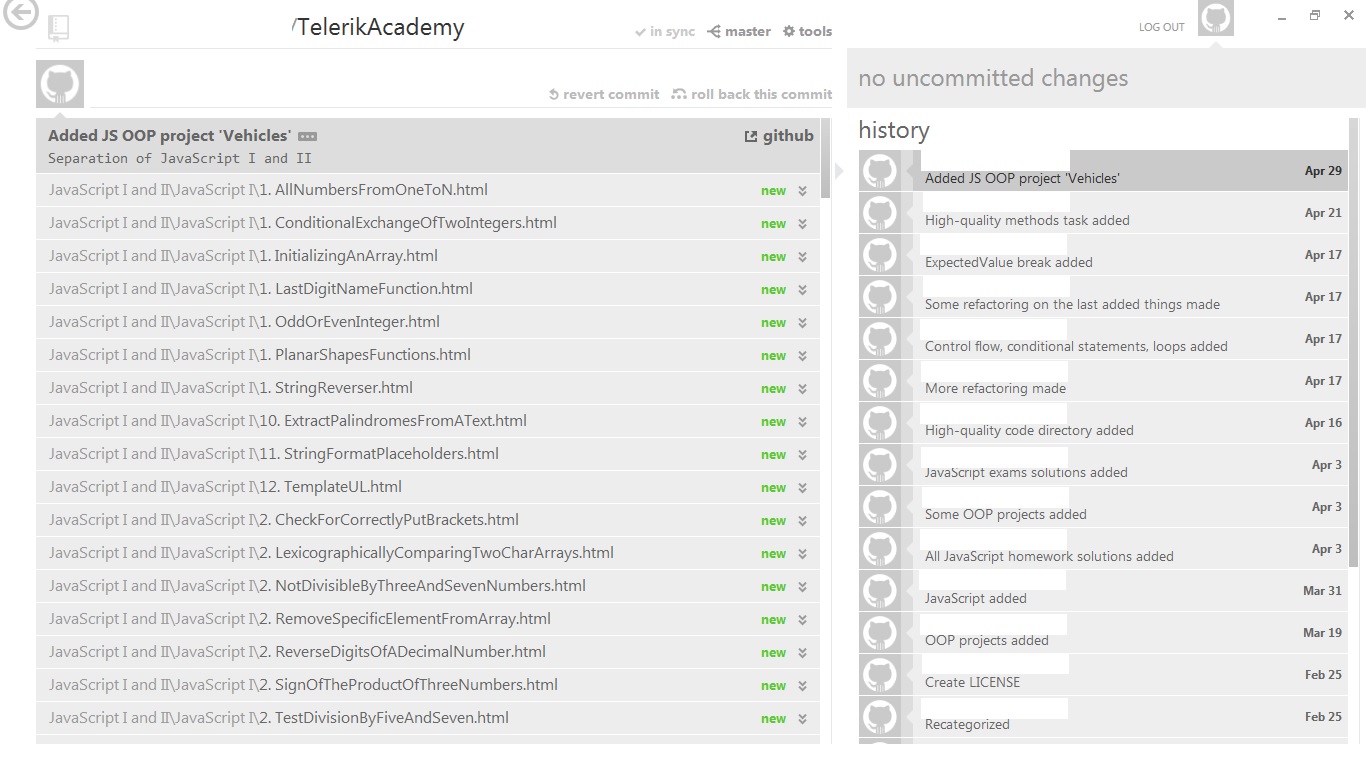 /TelerikAcademy
in sync master tools
LOG OUT
revert commit roll back this commit
no uncommitted changes
Added JS OOP project 'Vehicles'
github
Separation of JavaScript I and II
JavaScript I and II\JavaScript I\1. AllNumbersFromOneToN.html new
JavaScript I and II\JavaScript I\1. ConditionalExchangeOfTwoIntegers.html new
JavaScript I and II\JavaScript I\1. InitializingAnArray.html new
JavaScript I and II\JavaScript I\1. LastDigitNameFunction.html new
JavaScript I and II\JavaScript I\1. OddOrEvenInteger.html new
JavaScript I and II\JavaScript I\1. PlanarShapesFunctions.html new
JavaScript I and II\JavaScript I\1. StringReverser.html new
JavaScript I and II\JavaScript I\10. ExtractPalindromesFromAText.html new
JavaScript I and II\JavaScript I\11. StringFormatPlaceholders.html new
JavaScript I and II\JavaScript I\12. TemplateUL.html new
JavaScript I and II\JavaScript I\2. CheckForCorrectlyPutBrackets.html new
JavaScript I and II\JavaScript I\2. LexicographicallyComparingTwoCharArrays.html new
JavaScript I and II\JavaScript I\2. NotDivisibleByThreeAndSevenNumbers.html new
JavaScript I and II\JavaScript I\2. RemoveSpecificElementFromArray.html new
JavaScript I and II\JavaScript I\2. ReverseDigitsOfADecimalNumber.html new
JavaScript I and II\JavaScript I\2. SignOfTheProductOfThreeNumbers.html new
JavaScript I and II\JavaScript I\2. TestDivisionByFiveAndSeven.html new
history
Added JS OOP project 'Vehicles' Apr 29
High-quality methods task added Apr 21
ExpectedValue break added Apr 17
Some refactoring on the last added things made Apr 17
Control flow, conditional statements, loops added Apr 17
More refactoring made Apr 17
High-quality code directory added Apr 16
JavaScript exams solutions added Apr 3
Some OOP projects added Apr 3
All JavaScript homework solutions added Apr 3
JavaScript added Mar 31
OOP projects added Mar 19
Create LICENSE Feb 25
Recategorized Feb 25